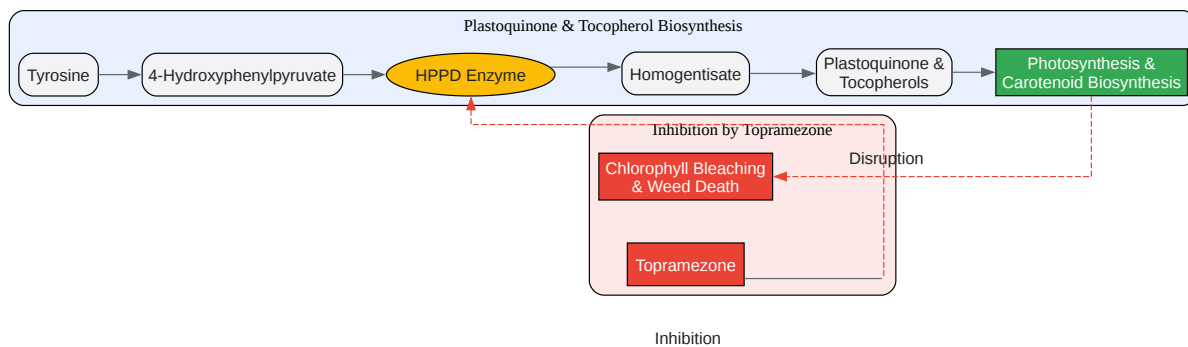 Plastoquinone & Tocopherol Biosynthesis
Tyrosine
4-Hydroxyphenylpyruvate
HPPD Enzyme
Homogentisate
Plastoquinone &
Tocopherols
Photosynthesis &
Carotenoid Biosynthesis
Inhibition by Topramezone
Chlorophyll Bleaching
& Weed Death
Disruption
Topramezone
Inhibition